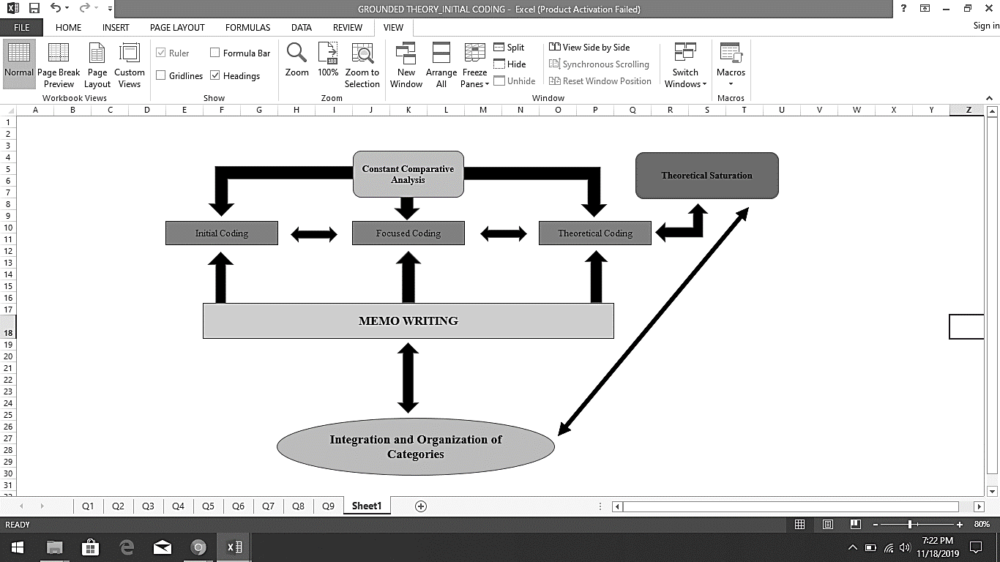 GROUNDED THEORY_INITIAL CODING - Excel (Product Activation Failed)
?
FILE HOME INSERT PAGE LAYOUT FORMULAS DATA REVIEW VIEW Sign in
Normal
Page Break
Preview
Page
Layout
Custom
Views
Workbook Views
Ruler
Formula Bar
Gridlines
Headings
Show
Zoom
100
100%
Zoom to
Selection
Zoom
New
Window
Arrange
All
Freeze
Panes
Split
Hide
Unhide
View Side by Side
Synchronous Scrolling
Reset Window Position
Window
Switch
Windows
Macros
Macros
A B C D E F G H I J K L M N O P Q R S T U V W X Y Z
1
2
3
4
5
6
7
8
9
10
11
12
13
14
15
16
17
18
19
20
21
22
23
24
25
26
27
28
29
30
31
Constant Comparative
Analysis
Theoretical Saturation
Initial Coding
Focused Coding
Theoretical Coding
MEMO WRITING
Integration and Organization of
Categories
Q1 Q2 Q3 Q4 Q5 Q6 Q7 Q8 Q9 Sheet1
READY
80%
7:22 PM
11/18/2019